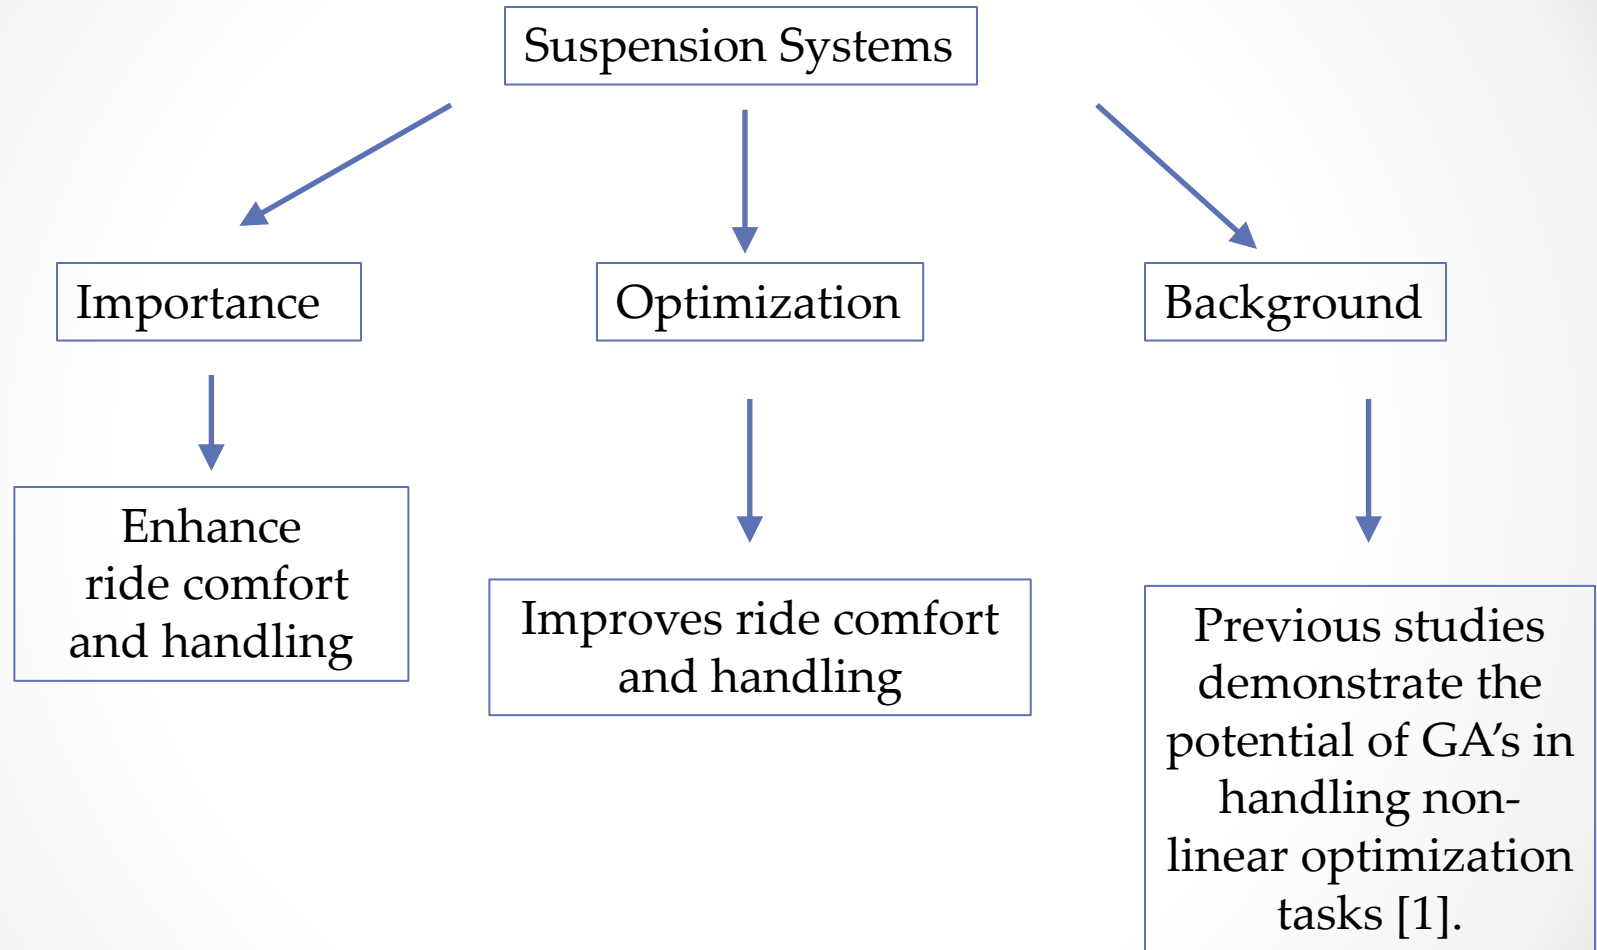 Suspension Systems
Importance
Optimization
Background
Enhance
ride comfort
and handling
Improves ride comfort
and handling
Previous studies
demonstrate the
potential of GA’s in
handling non-
linear optimization
tasks [1].